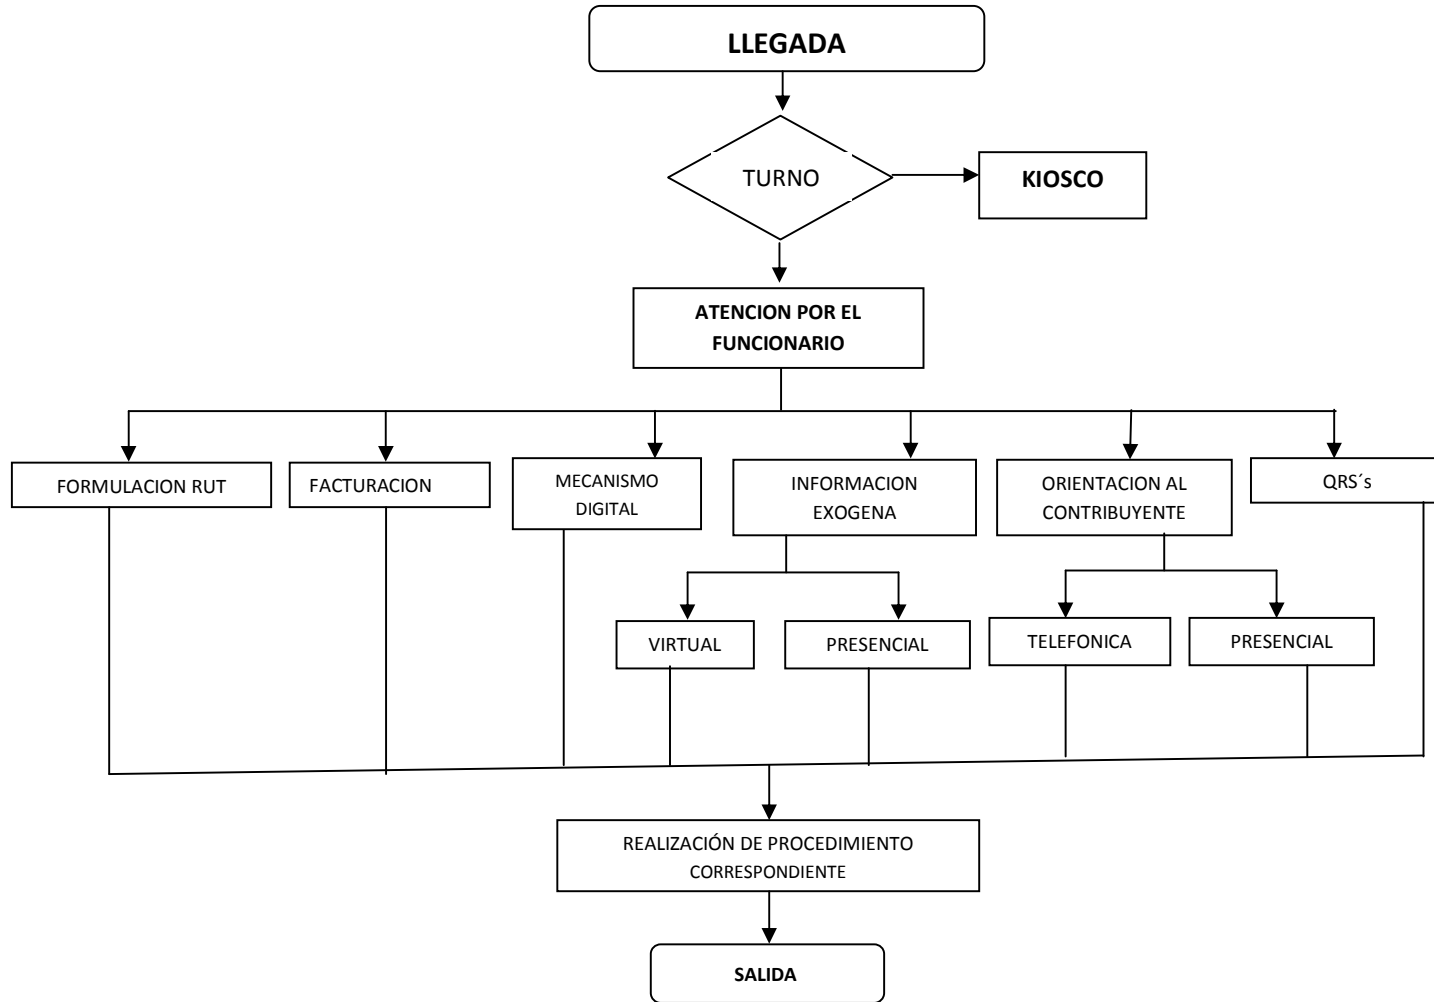 LLEGADA
TURNO
KIOSCO
ATENCION POR EL
FUNCIONARIO
FORMULACION RUT
FACTURACION
MECANISMO
DIGITAL
INFORMACION
EXOGENA
ORIENTACION AL
CONTRIBUYENTE
QRS´s
VIRTUAL
PRESENCIAL
TELEFONICA
PRESENCIAL
REALIZACIÓN DE PROCEDIMIENTO
CORRESPONDIENTE
SALIDA